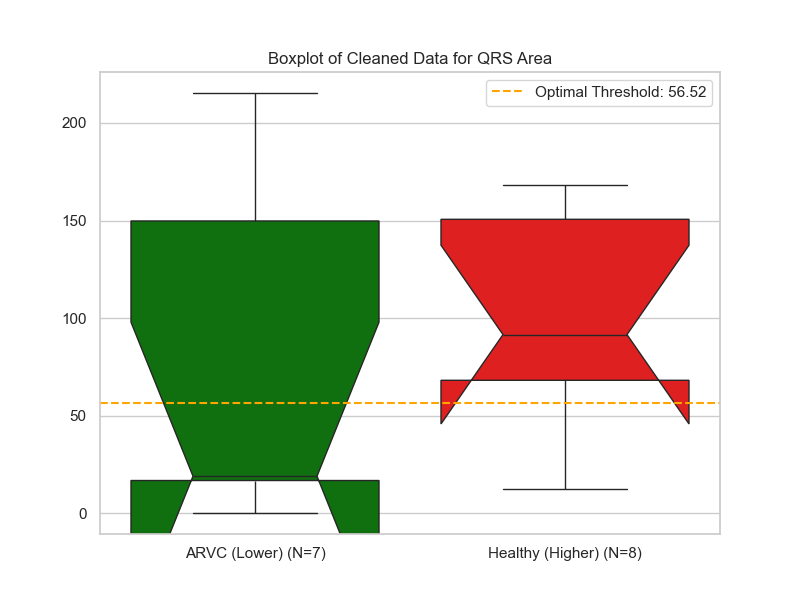 Boxplot of Cleaned Data for QRS Area
Optimal Threshold: 56.52
200
150
100
50
0
ARVC (Lower) (N=7)
Healthy (Higher) (N=8)